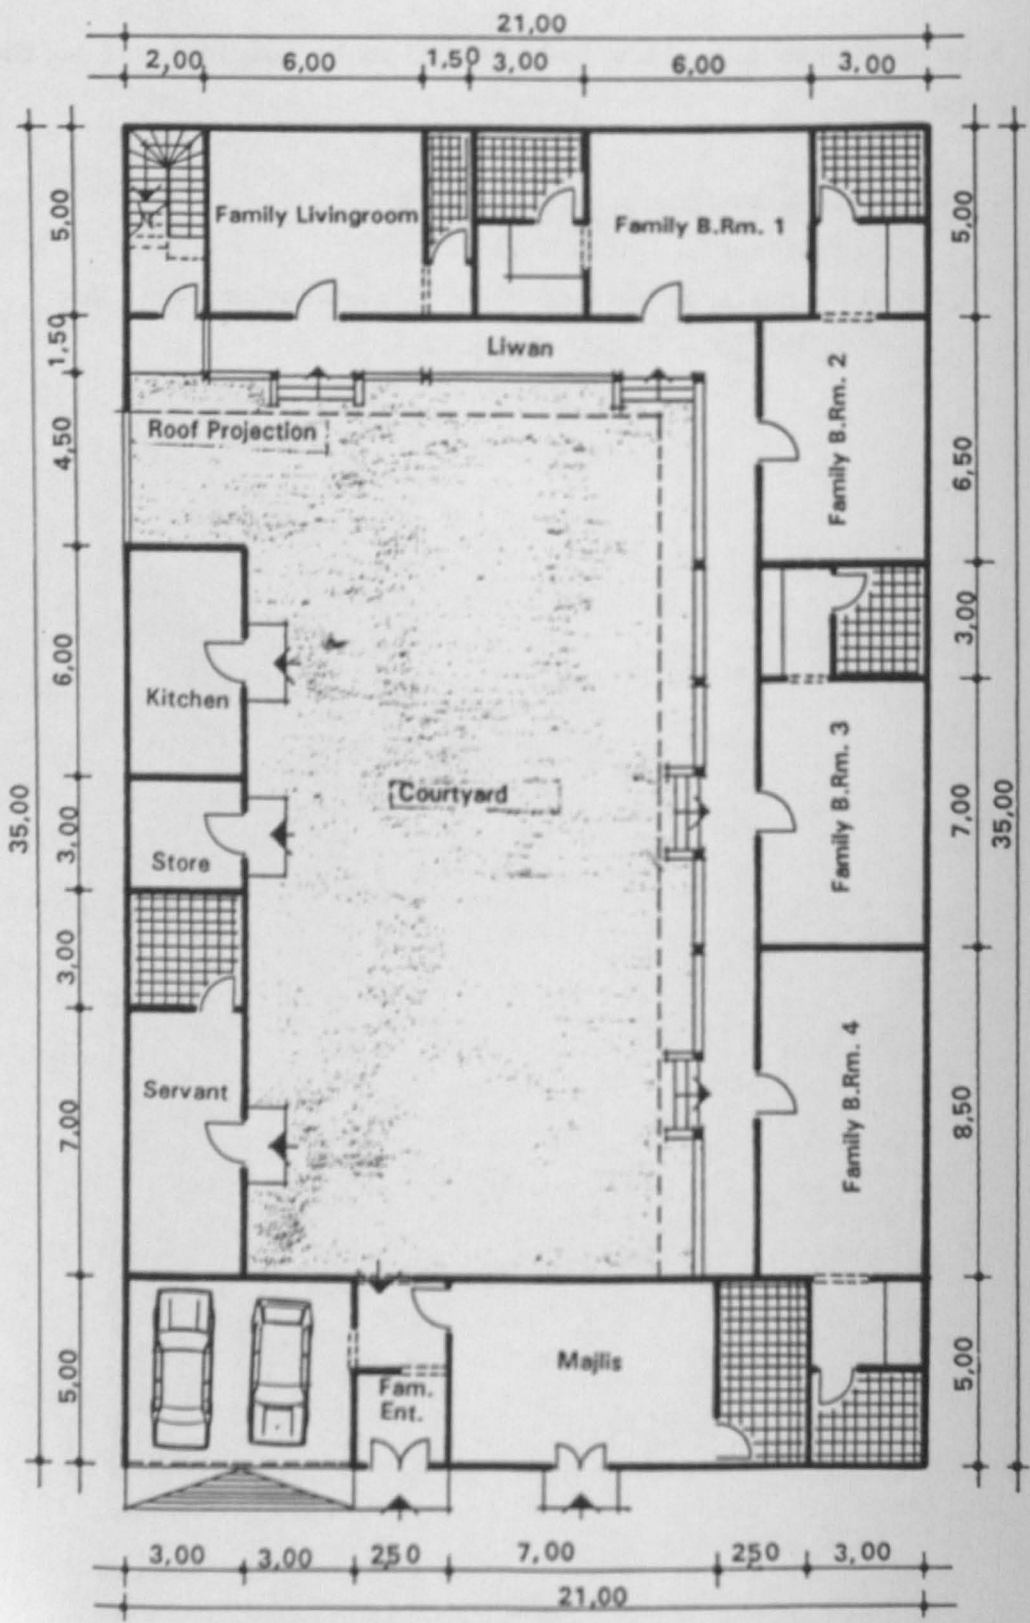 21,00
2,00 6,00 1,50 3,00 6,00 3,00
5,00
Family Livingroom
Family B.Rm. 1
5,00
1,50
Liwan
Family B.Rm. 2
4,50
Roof Projection
6,50
6,00
Kitchen
3,00
35,00
Courtyard
Family B.Rm. 3
7,00
35,00
3,00
Store
3,00
7,00
Servant
Family B.Rm. 4
8,50
5,00
Fam.
Ent.
Majlis
5,00
3,00 3,00 250 7,00 250 3,00
21,00